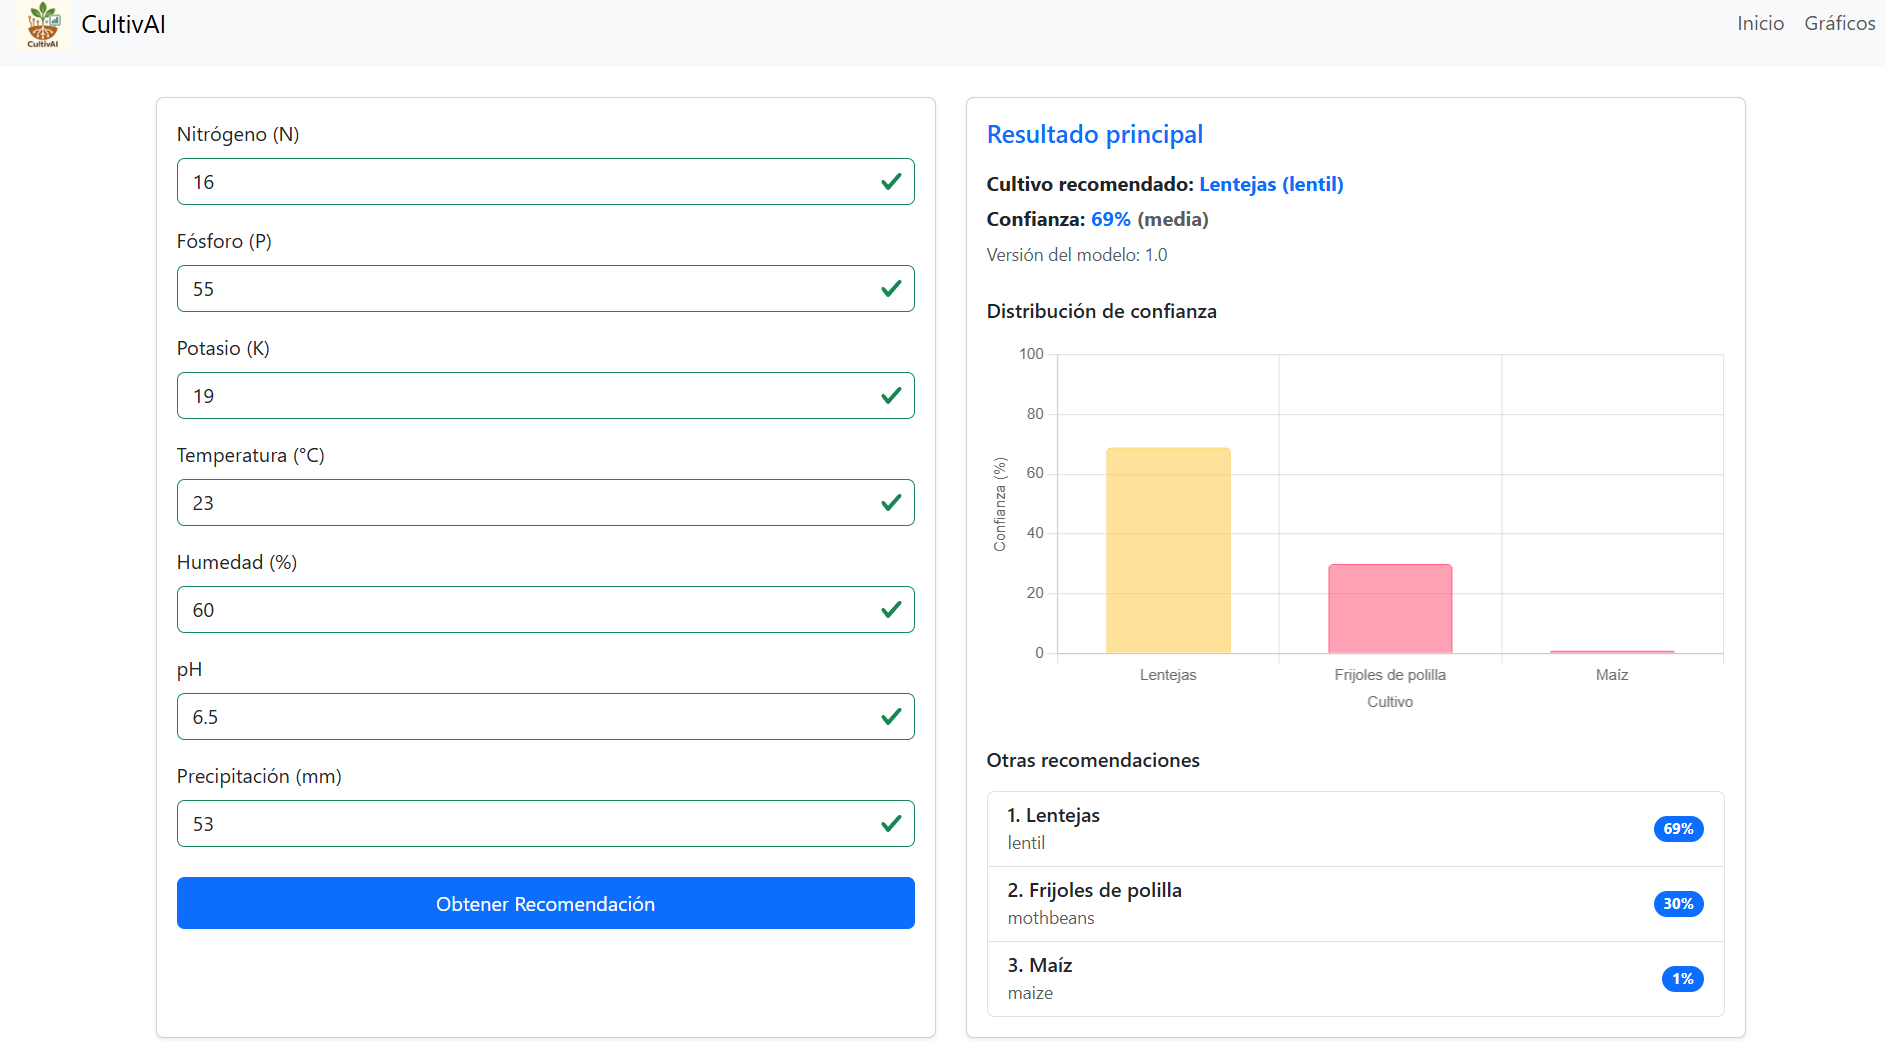 CultivAI
CultivAI
Inicio
Gráficos
Nitrógeno (N)
16
Fósforo (P)
55
Potasio (K)
19
Temperatura (°C)
23
Humedad (%)
60
pH
6.5
Precipitación (mm)
53
Obtener Recomendación
Resultado principal
Cultivo recomendado: Lentejas (lentil)
Confianza: 69% (media)
Versión del modelo: 1.0
Distribución de confianza
100
80
60
40
20
0
Confianza (%)
Lentejas
Frijoles de polilla
Maíz
Cultivo
Otras recomendaciones
1. Lentejas
lentil
69%
2. Frijoles de polilla
mothbeans
30%
3. Maíz
maize
1%